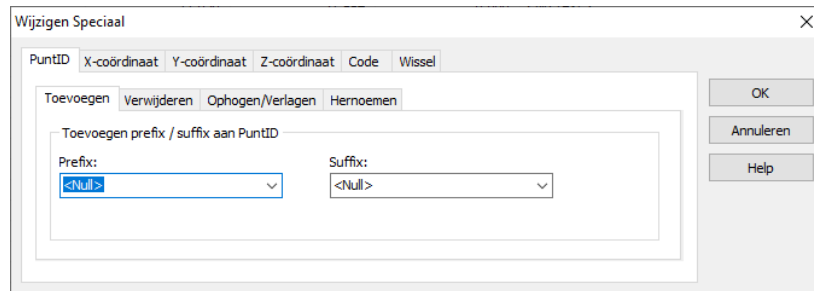 Wijzigen Speciaal
PuntID X-coördinaat Y-coördinaat Z-coördinaat Code Wissel
Toevoegen Verwijderen Ophogen/Verlagen Hernoemen
Toevoegen prefix / suffix aan PuntID
Prefix: Suffix:
<Null> <Null>
OK
Annuleren
Help